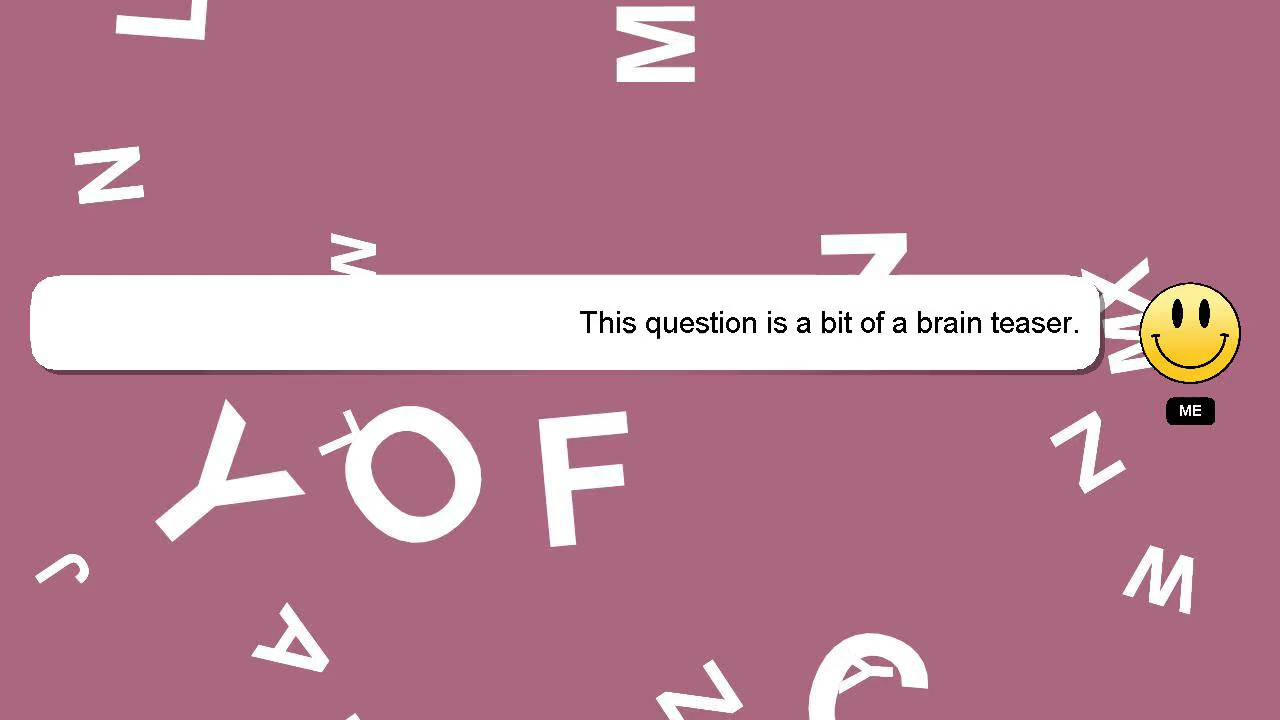 L
M
N
W
N
X
W
This question is a bit of a brain teaser.
ME
Y
X
O
F
Z
J
W
A
N
C
A